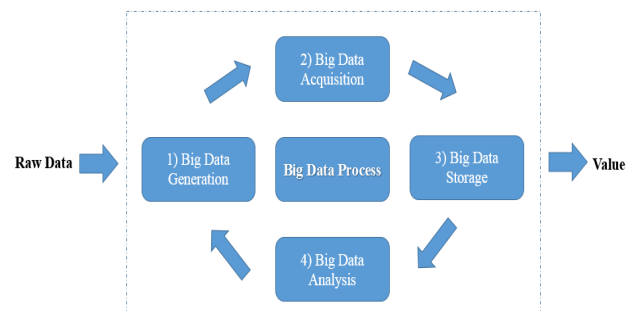 2) Big Data
Acquisition
Raw Data
1) Big Data
Generation
Big Data Process
3) Big Data
Storage
Value
4) Big Data
Analysis